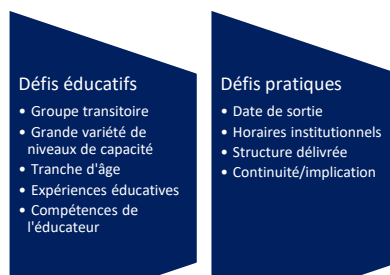 Défis éducatifs
• Groupe transitoire
• Grande variété de
niveaux de capacité
• Tranche d'âge
• Expériences éducatives
• Compétences de
l'éducateur
Défis pratiques
• Date de sortie
• Horaires institutionnels
• Structure délivrée
• Continuité/implication